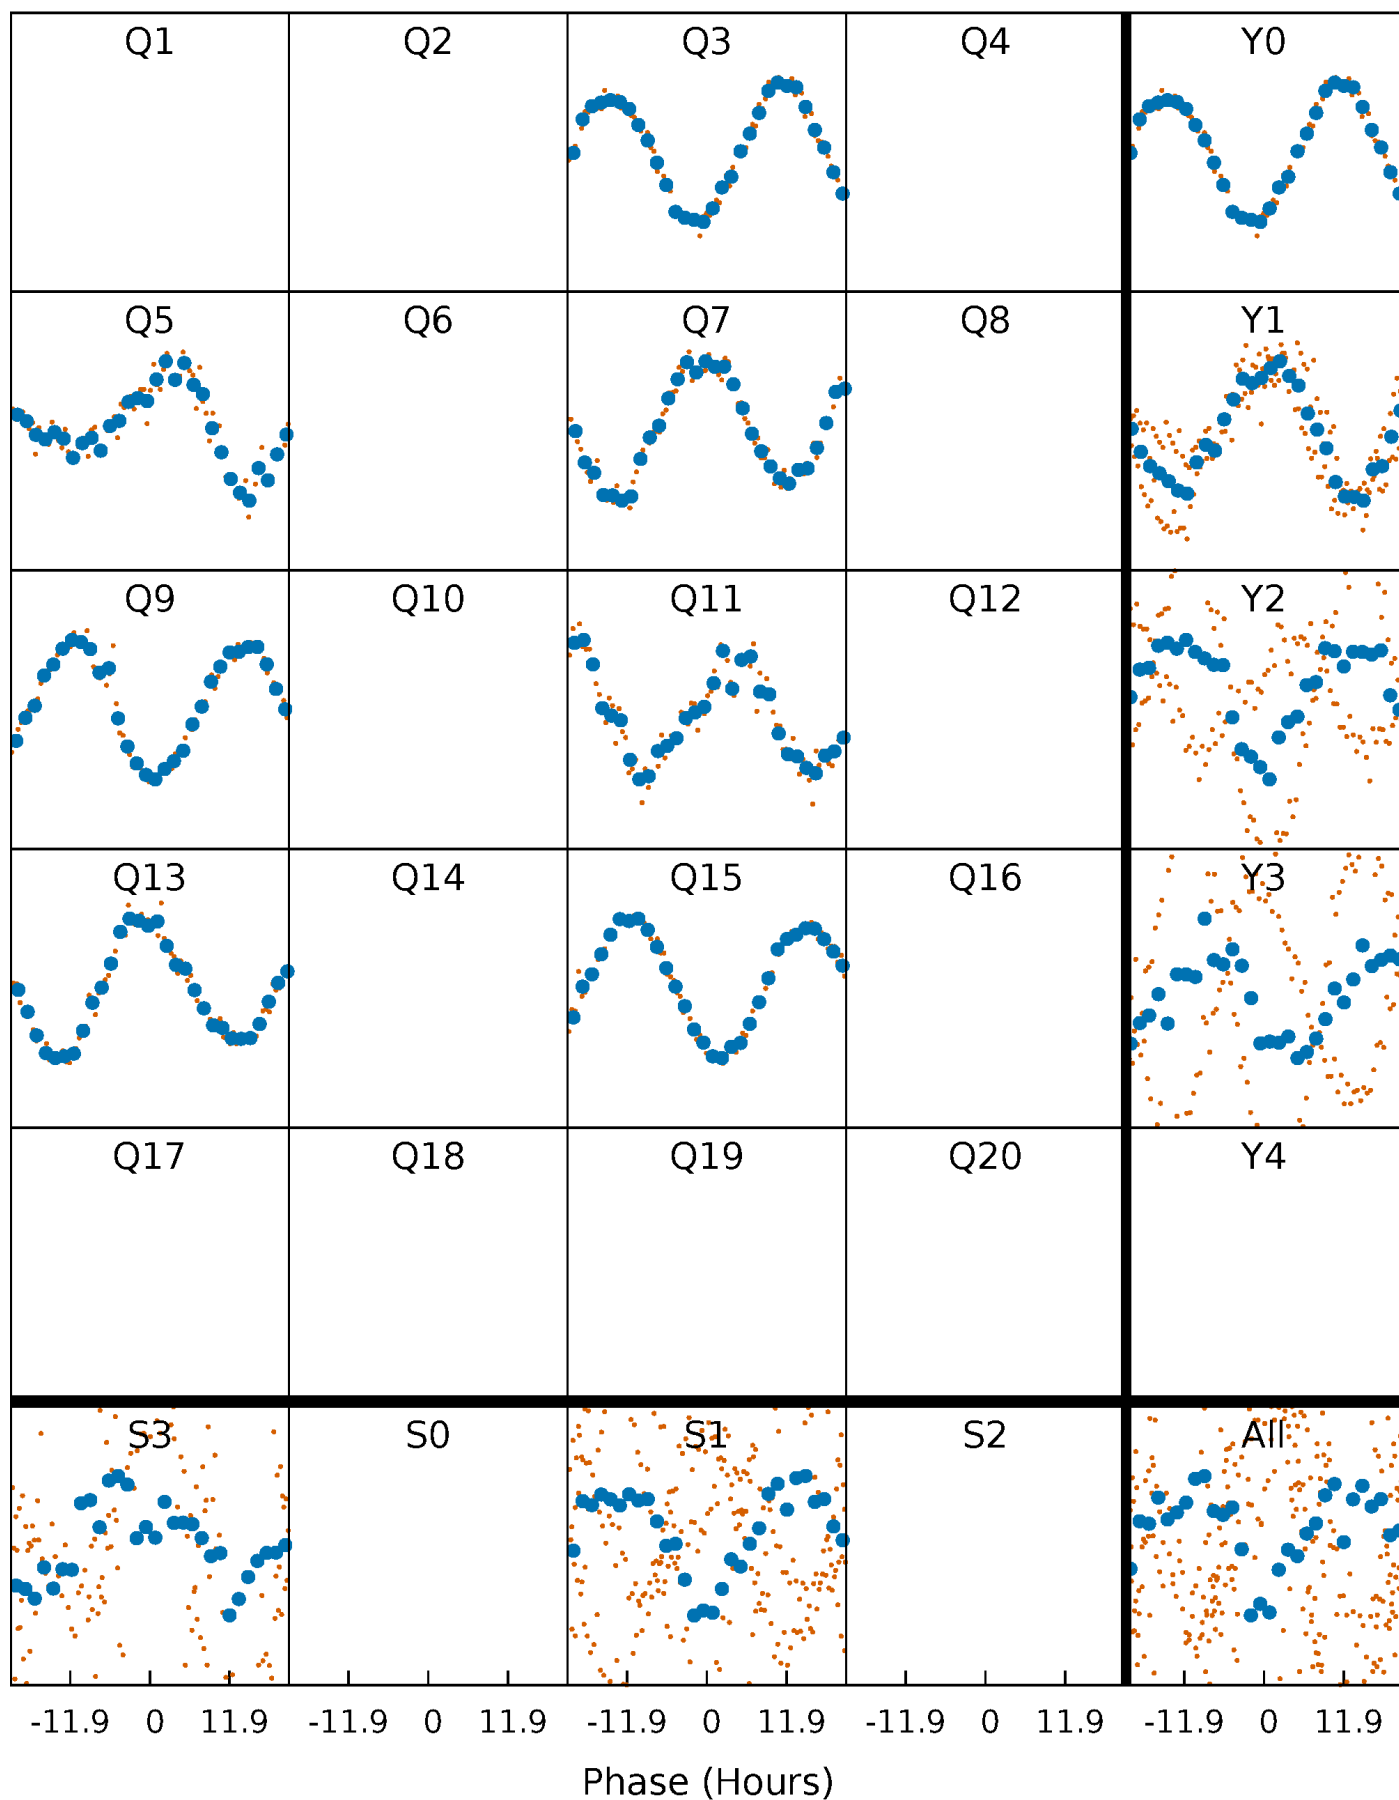 Q1 Q2 Q3 Q4 Y0
Q5 Q6 Q7 Q8 Y1
Q9 Q10 Q11 Q12 Y2
Q13 Q14 Q15 Q16 Y3
Q17 Q18 Q19 Q20 Y4
S3 S0 S1 S2 All
-11.9 0 11.9 -11.9 0 11.9 -11.9 0 11.9 -11.9 0 11.9 -11.9 0 11.9
Phase (Hours)